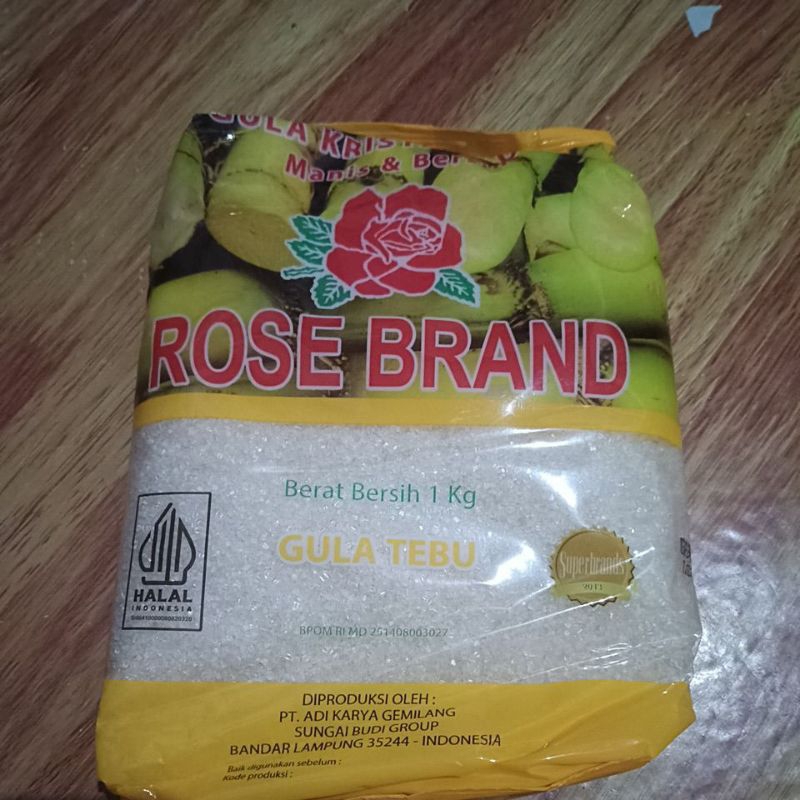 GULA KRIS
Manis & Ber
ROSE BRAND
Berat Bersih 1 Kg
GULA TEBU
Superbrands
2011
HALAL
INDONESIA
BPOM RI MD 251408003027
DIPRODUKSI OLEH :
PT. ADI KARYA GEMILANG
SUNGAI BUDI GROUP
BANDAR LAMPUNG 35244 - INDONESIA
Baik digunakan sebelum :
Kode produksi :